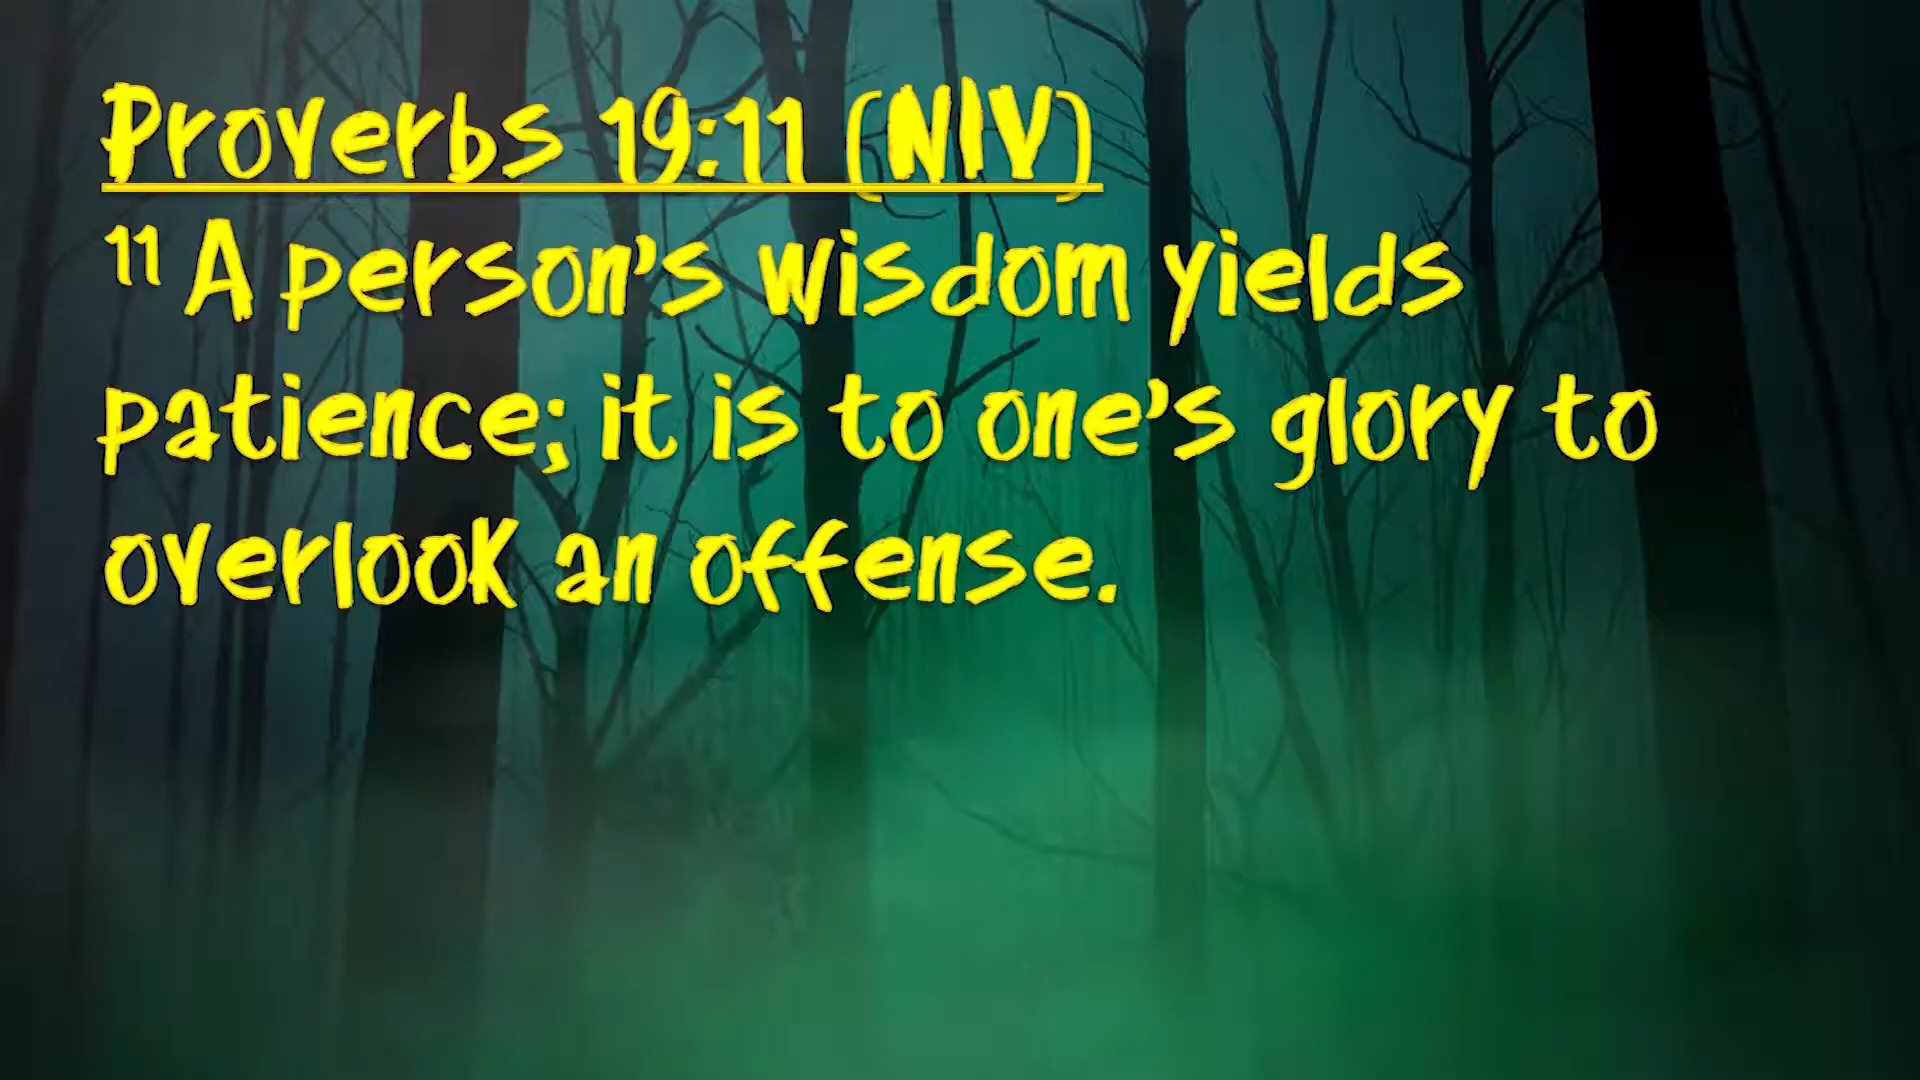 Proverbs 19:11 (NIV)
11 A person's wisdom yields
patience; it is to one's glory to
overlook an offense.